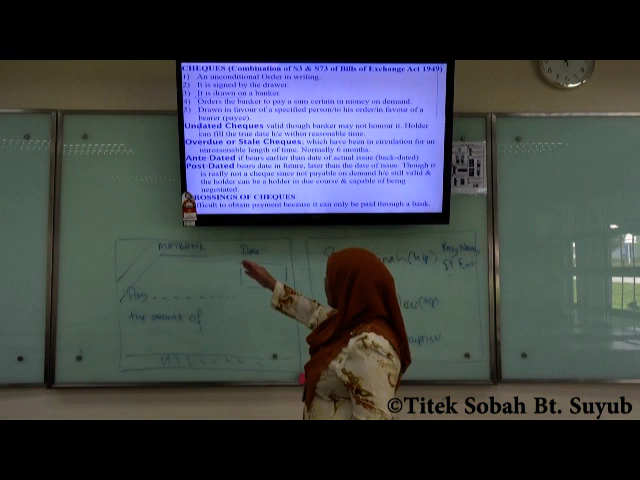 CHEQUES (Combination of S3 & S73 of Bills of Exchange Act 1949)
1) An unconditional Order in writing.
2) It is signed by the drawer.
3) It is drawn on a banker.
4) Orders the banker to pay a sum certain in money on demand.
5) Drawn in favour of a specified person/to his order/in favour of a
bearer (payee).
Undated Cheques valid though banker may not honour it. Holder
can fill the true date h/e within reasonable time.
Overdue or Stale Cheques; which have been in circulation for an
unreasonable length of time. Normally 6 months.
Ante-Dated if bears earlier than date of actual issue (back-dated)
Post-Dated bears date in future, later than the date of issue. Though it
is really not a cheque since not payable on demand h/e still valid &
the holder can be a holder in due course & capable of being
negotiated.
ROSSINGS OF CHEQUES
ifficult to obtain payment because it can only be paid through a bank.
MAYBANK
Date
Pay
the amount of
©Titek Sobah Bt. Suyub